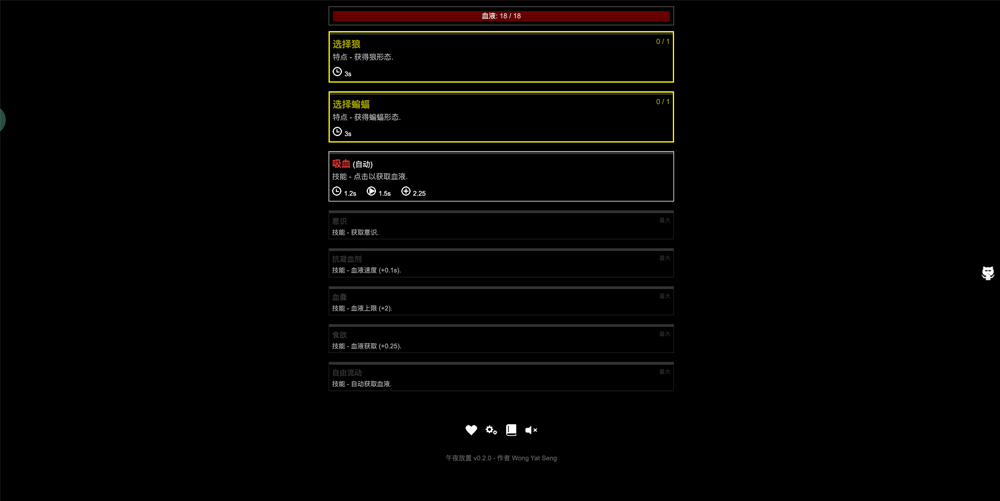 血液: 18 / 18
选择狼 0 / 1
特点 - 获得狼形态.
3s
选择蝙蝠 0 / 1
特点 - 获得蝙蝠形态.
3s
吸血 (自动)
技能 - 点击以获取血液.
1.2s 1.5s 2.25
意识 最大
技能 - 获取意识.
抗凝血剂 最大
技能 - 血液速度 (+0.1s).
血囊 最大
技能 - 血液上限 (+2).
食欲 最大
技能 - 血液获取 (+0.25).
自由流动 最大
技能 - 自动获取血液.
午夜放置 v0.2.0 - 作者 Wong Yat Seng